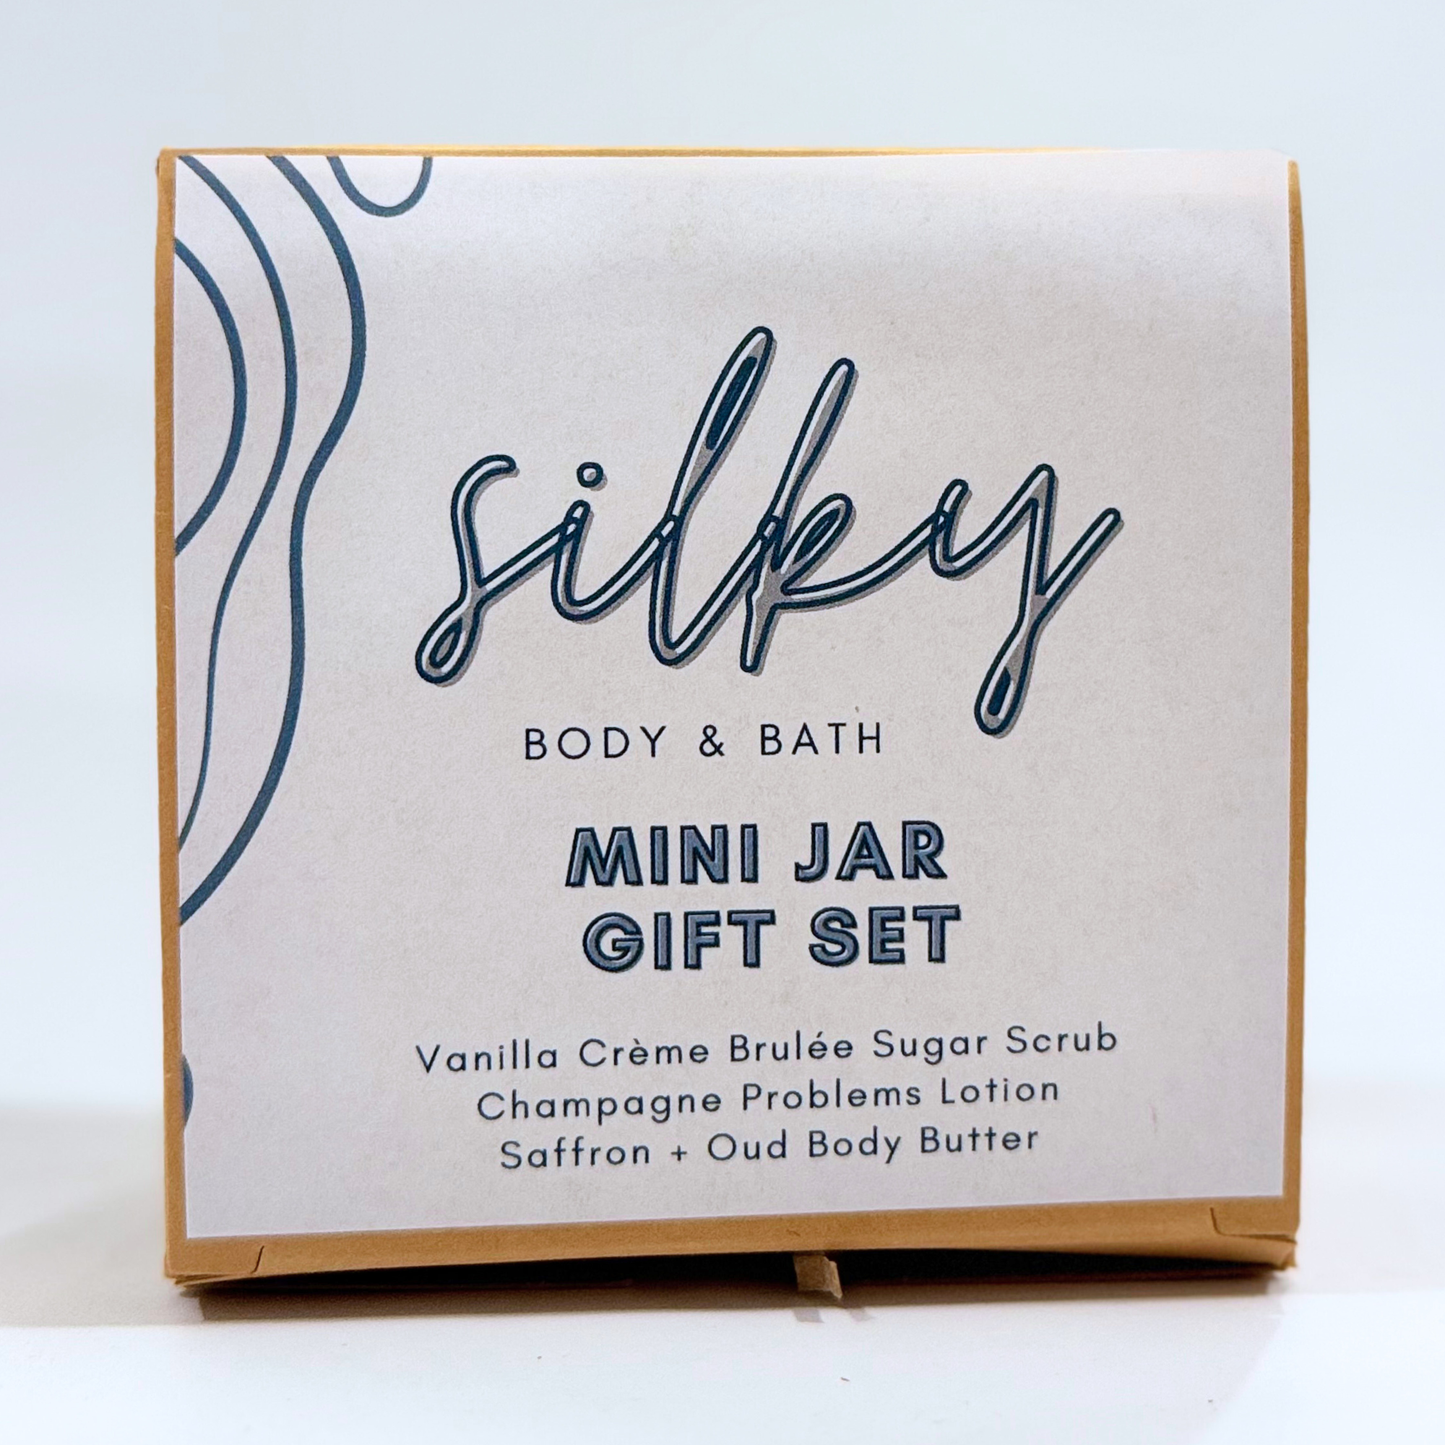 silky
BODY & BATH
MINI JAR
GIFT SET
Vanilla Crème Brulée Sugar Scrub
Champagne Problems Lotion
Saffron + Oud Body Butter